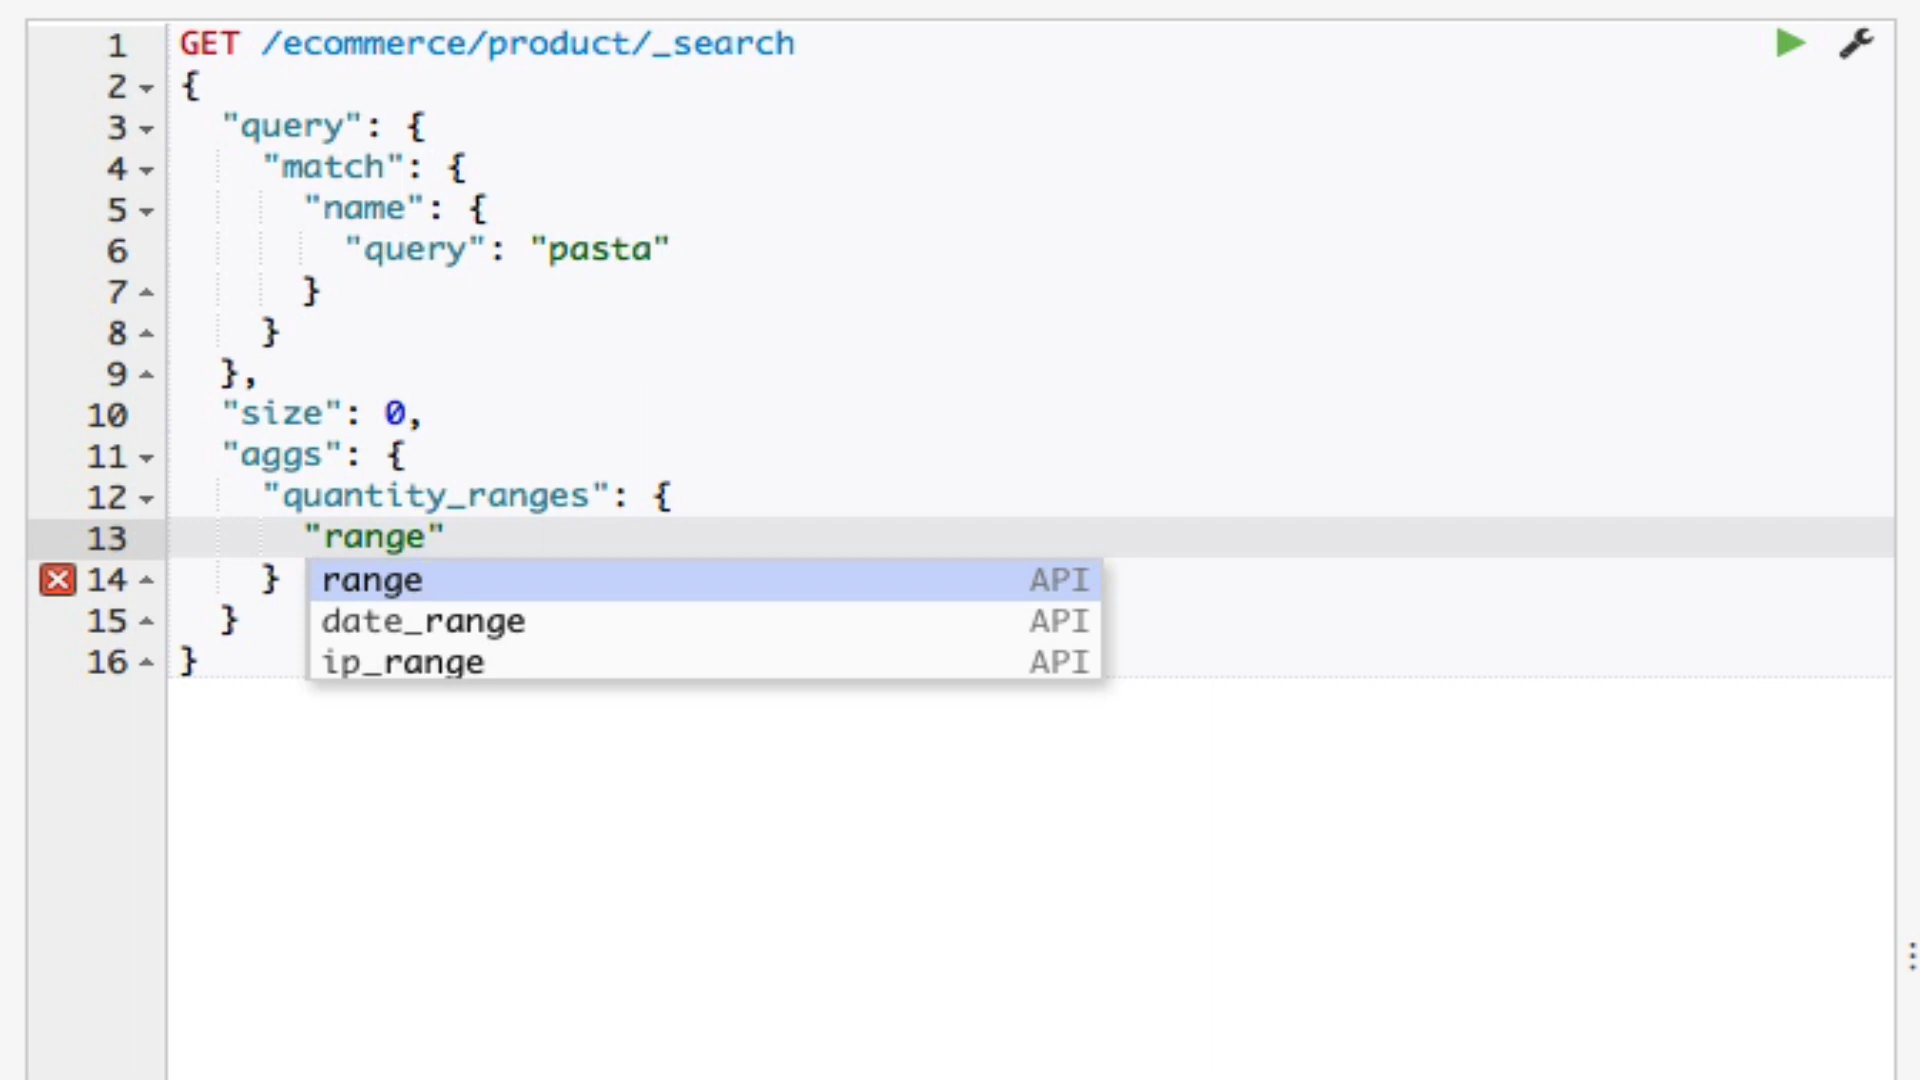 1 GET /ecommerce/product/_search
2 {
3 "query": {
4 "match": {
5 "name": {
6 "query": "pasta"
7 }
8 }
9 },
10 "size": 0,
11 "aggs": {
12 "quantity_ranges": {
13 "range"
14 } range API
15 } date_range API
16 } ip_range API